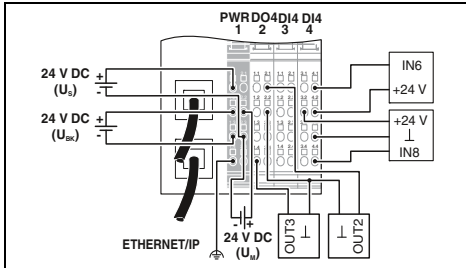 PWR DO4 DI4 DI4
1 2 3 4
24 V DC
(US)
+
-
24 V DC
(UBK)
+
-
IN6
+24 V
+24 V
⊥
IN8
- +
24 V DC
(UM)
ETHERNET/IP
OUT3
⊥
⊥
OUT2